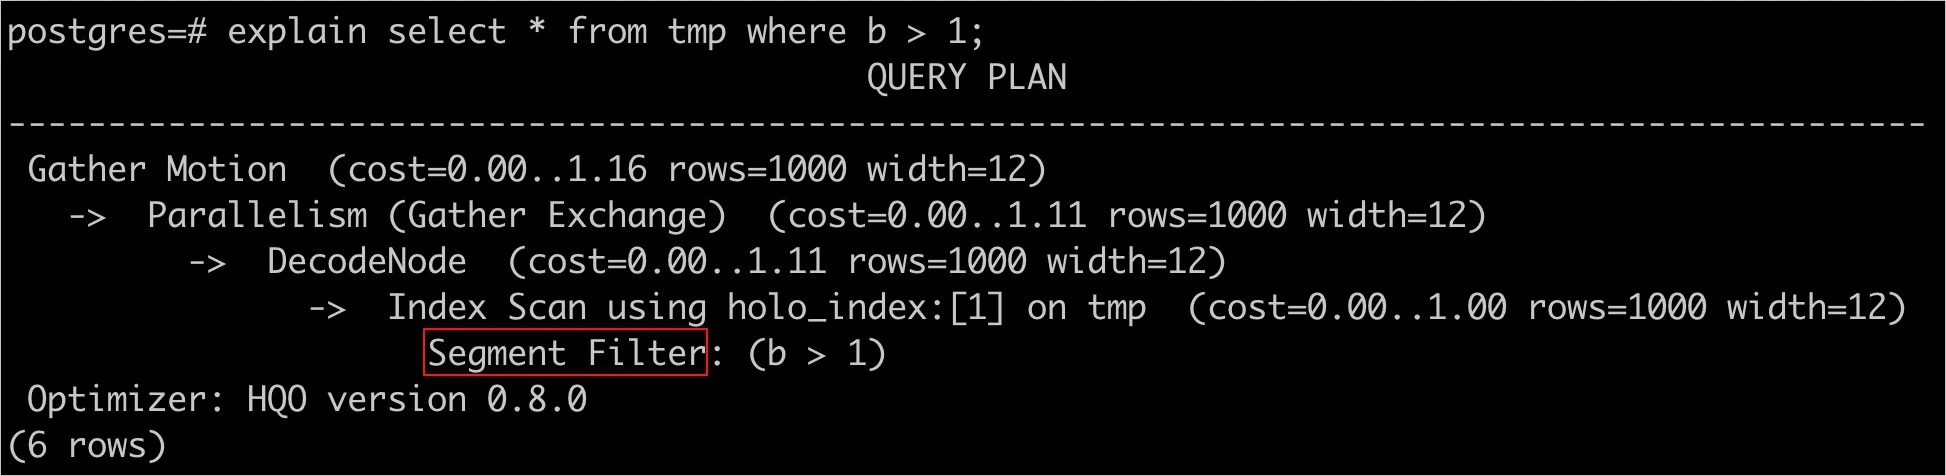 postgres=# explain select * from tmp where b > 1;
QUERY PLAN
------------------------------------------------------------------------------------------------
Gather Motion  (cost=0.00..1.16 rows=1000 width=12)
->  Parallelism (Gather Exchange)  (cost=0.00..1.11 rows=1000 width=12)
->  DecodeNode  (cost=0.00..1.11 rows=1000 width=12)
->  Index Scan using holo_index:[1] on tmp  (cost=0.00..1.00 rows=1000 width=12)
Segment Filter: (b > 1)
Optimizer: HQO version 0.8.0
(6 rows)